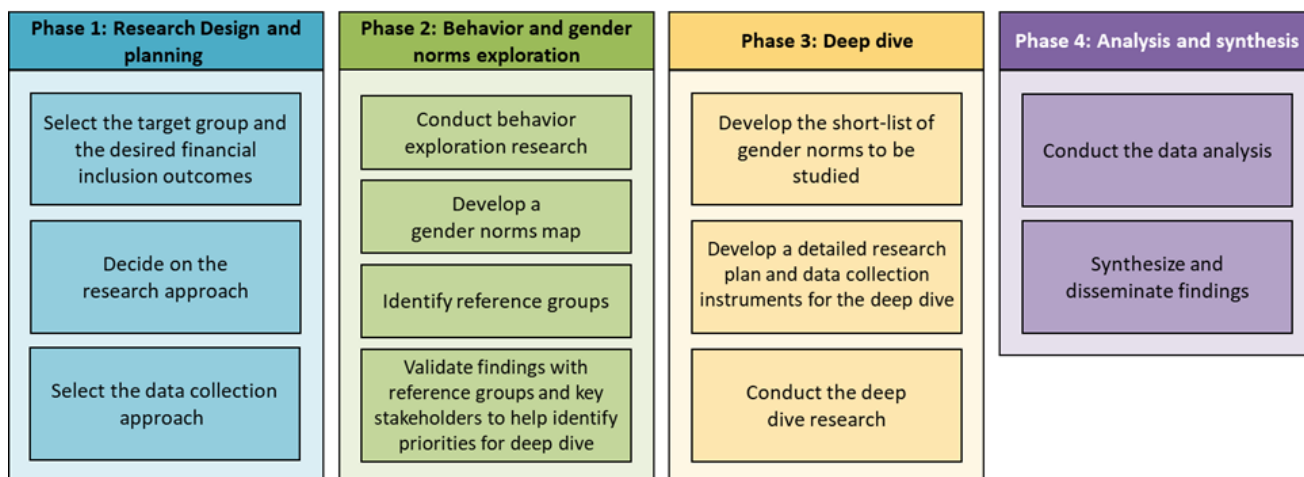 Phase 1: Research Design and
planning
Select the target group and
the desired financial
inclusion outcomes
Decide on the
research approach
Select the data collection
approach
Phase 2: Behavior and gender
norms exploration
Conduct behavior
exploration research
Develop a
gender norms map
Identify reference groups
Validate findings with
reference groups and key
stakeholders to help identify
priorities for deep dive
Phase 3: Deep dive
Develop the short-list of
gender norms to be
studied
Develop a detailed research
plan and data collection
instruments for the deep dive
Conduct the deep
dive research
Phase 4: Analysis and synthesis
Conduct the data analysis
Synthesize and
disseminate findings